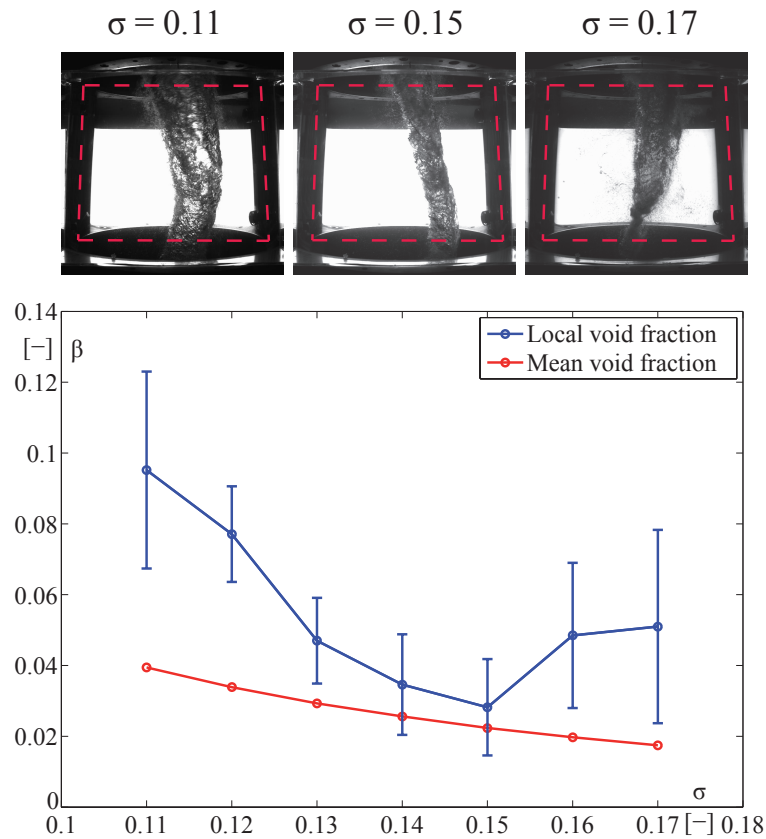 σ = 0.11 σ = 0.15 σ = 0.17
0.14
[−] β
Local void fraction
Mean void fraction
0.12
0.1
0.08
0.06
0.04
0.02
0
σ
0.1 0.11 0.12 0.13 0.14 0.15 0.16 0.17 [−] 0.18